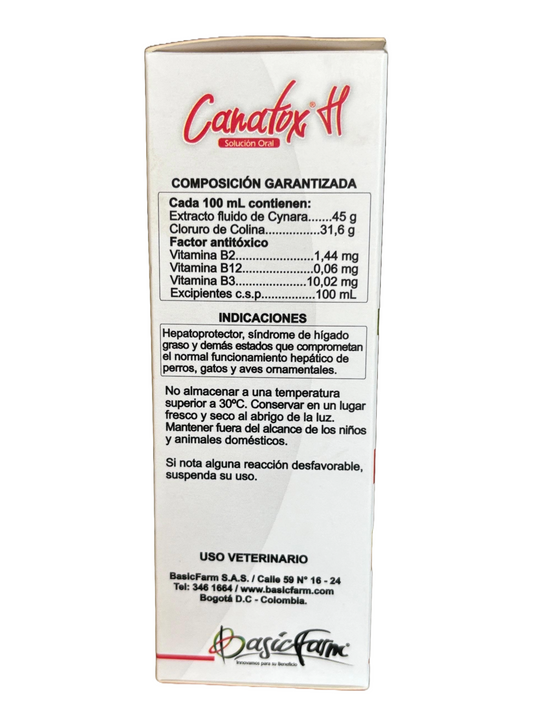 Canatox® H
Solución Oral
COMPOSICIÓN GARANTIZADA
Cada 100 mL contienen:
Extracto fluido de Cynara.......45 g
Cloruro de Colina................31,6 g
Factor antitóxico
Vitamina B2.......................1,44 mg
Vitamina B12.....................0,06 mg
Vitamina B3.....................10,02 mg
Excipientes c.s.p................100 mL
INDICACIONES
Hepatoprotector, síndrome de hígado
graso y demás estados que comprometan
el normal funcionamiento hepático de
perros, gatos y aves ornamentales.
No almacenar a una temperatura
superior a 30ºC. Conservar en un lugar
fresco y seco al abrigo de la luz.
Mantener fuera del alcance de los niños
y animales domésticos.
Si nota alguna reacción desfavorable,
suspenda su uso.
USO VETERINARIO
BasicFarm S.A.S. / Calle 59 N° 16 - 24
Tel: 346 1664 / www.basicfarm.com
Bogotá D.C - Colombia.
BasicFarm®
Innovamos para su Beneficio